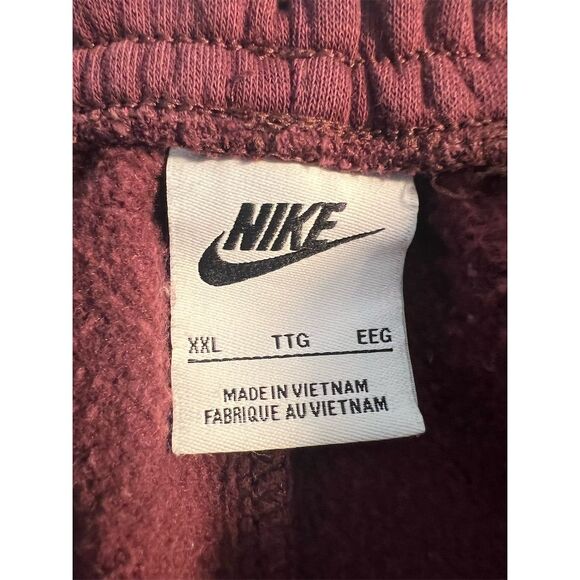 NIKE
XXL TTG EEG
MADE IN VIETNAM
FABRIQUE AU VIETNAM